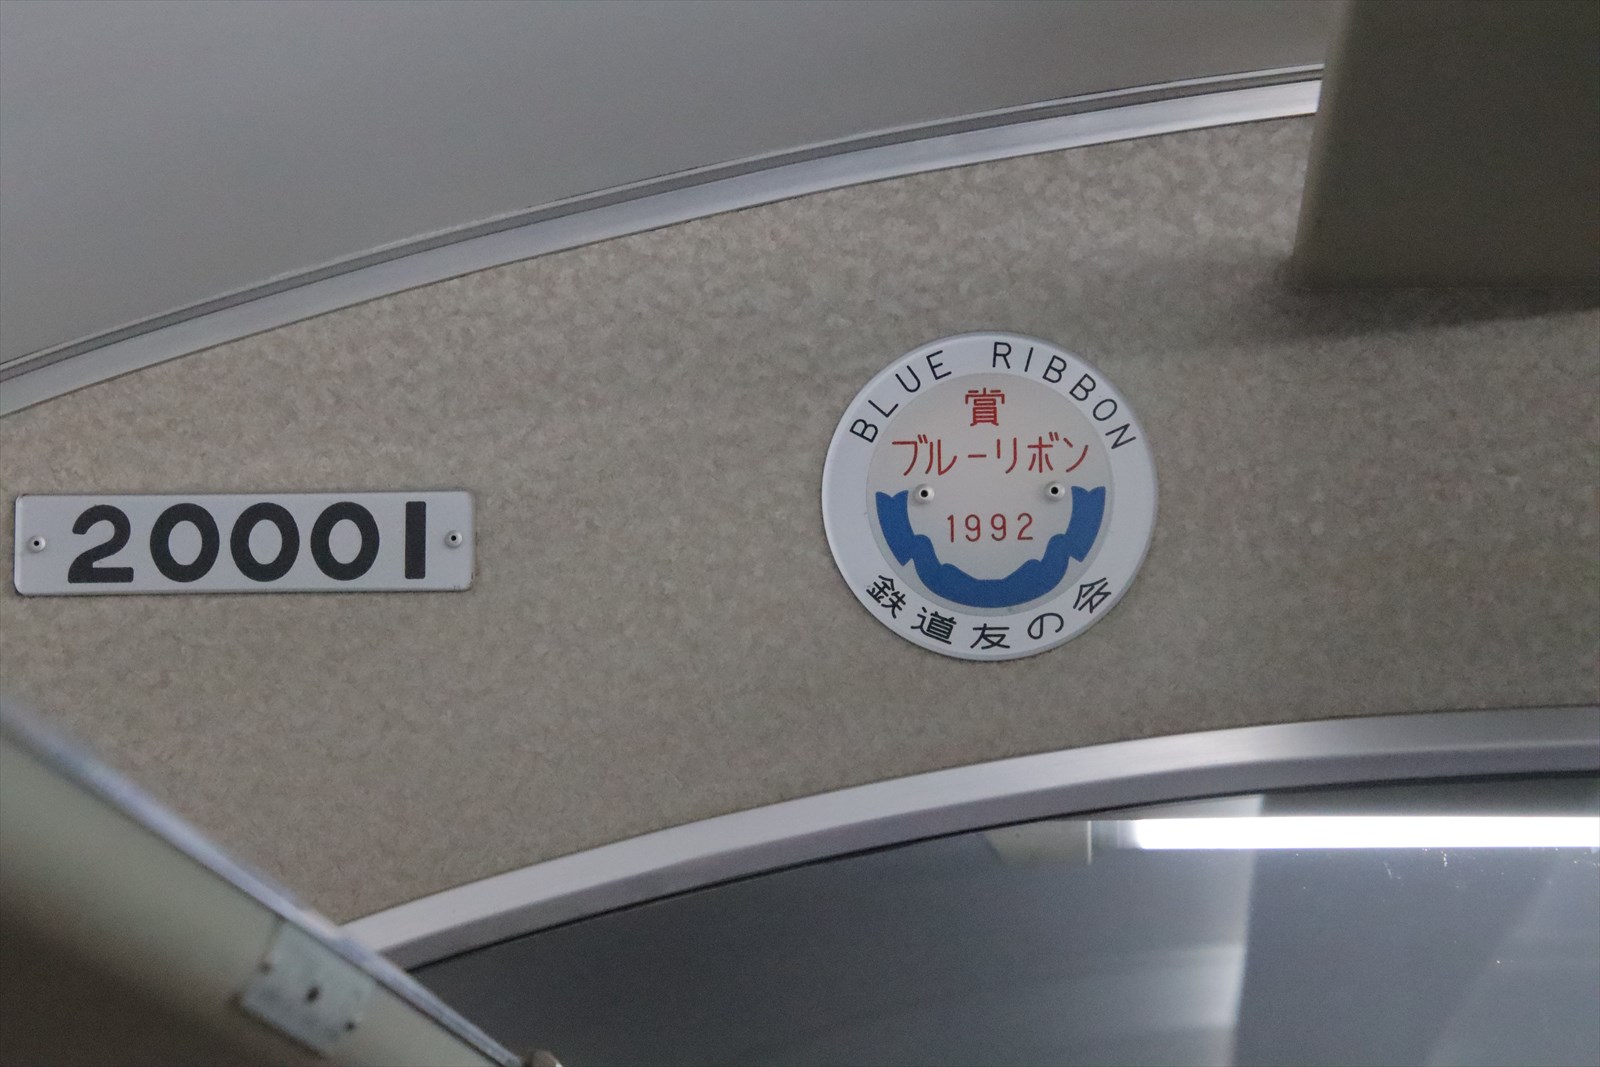 20001
BLUE RIBBON
賞
ブルーリボン
1992
鉄道友の会